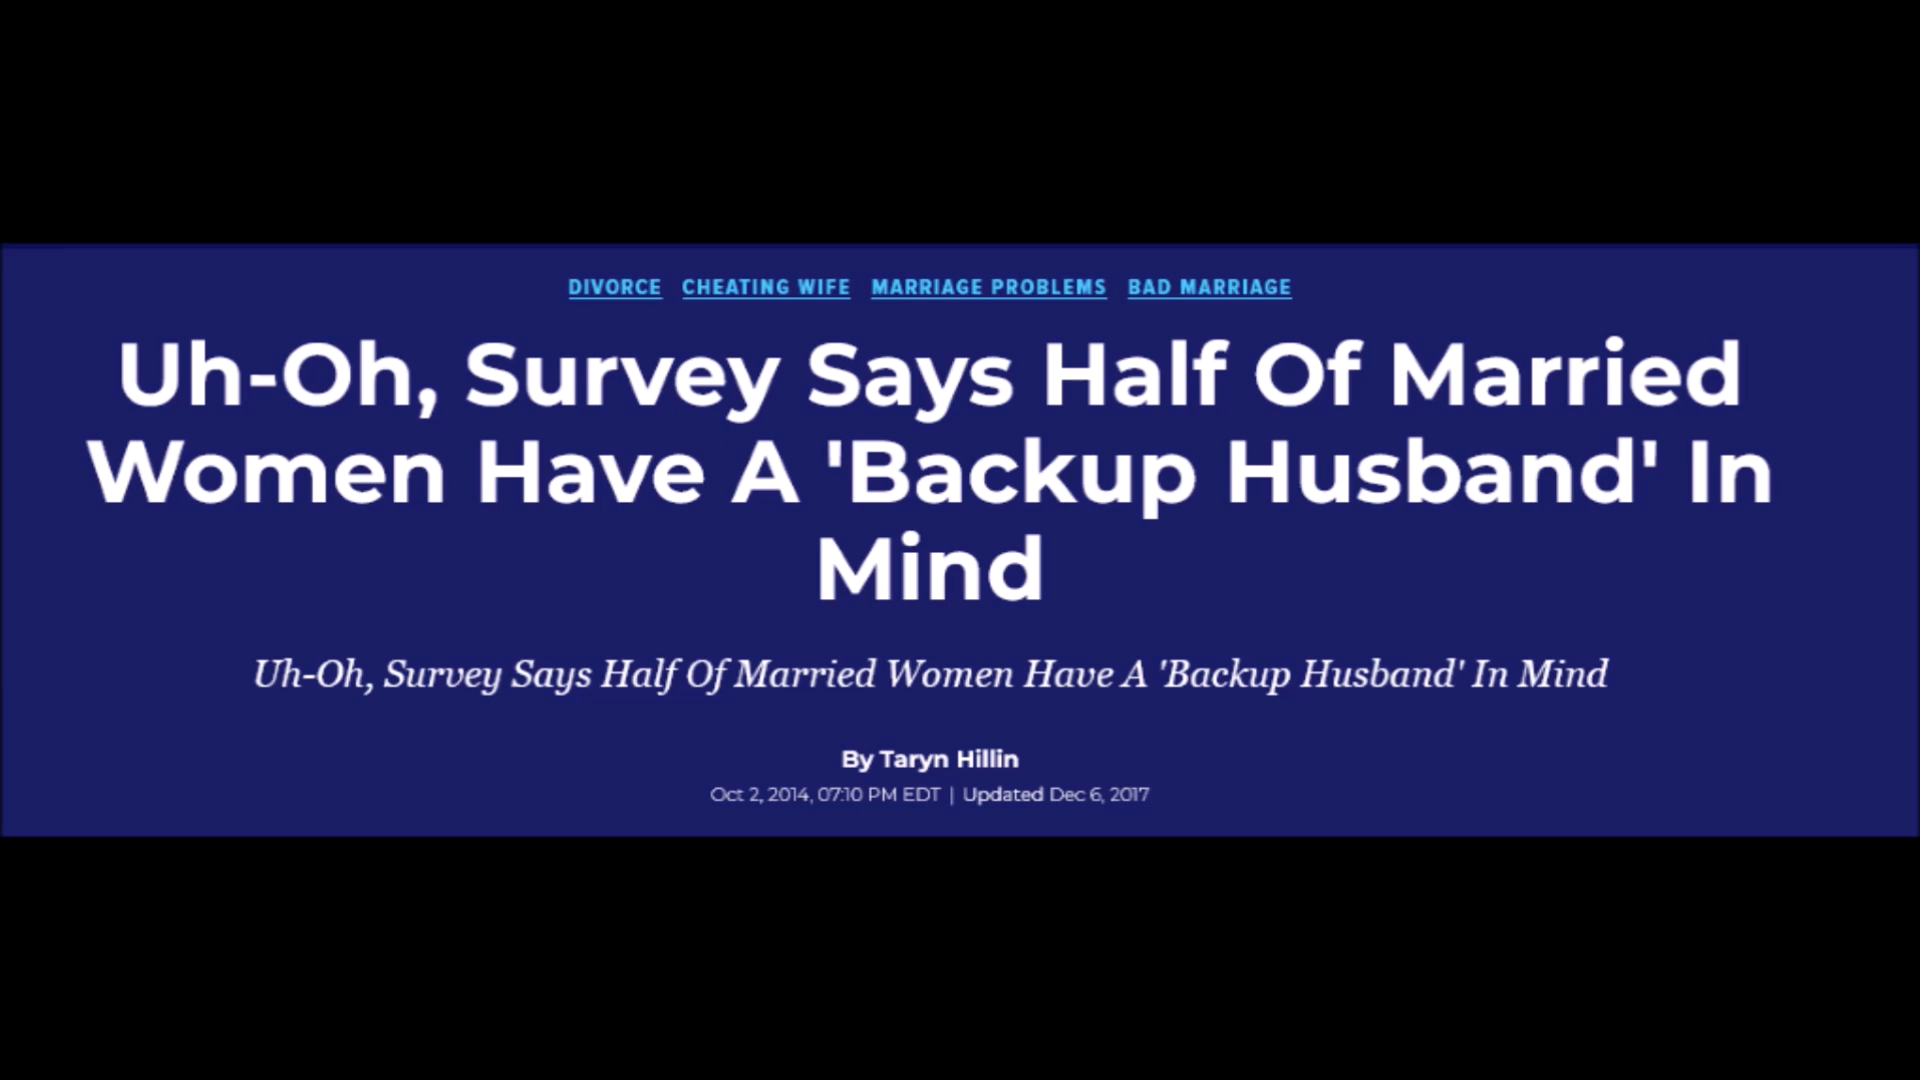 DIVORCE CHEATING WIFE MARRIAGE PROBLEMS BAD MARRIAGE
Uh-Oh, Survey Says Half Of Married
Women Have A 'Backup Husband' In
Mind
Uh-Oh, Survey Says Half Of Married Women Have A 'Backup Husband' In Mind
By Taryn Hillin
Oct 2, 2014, 07:10 PM EDT | Updated Dec 6, 2017